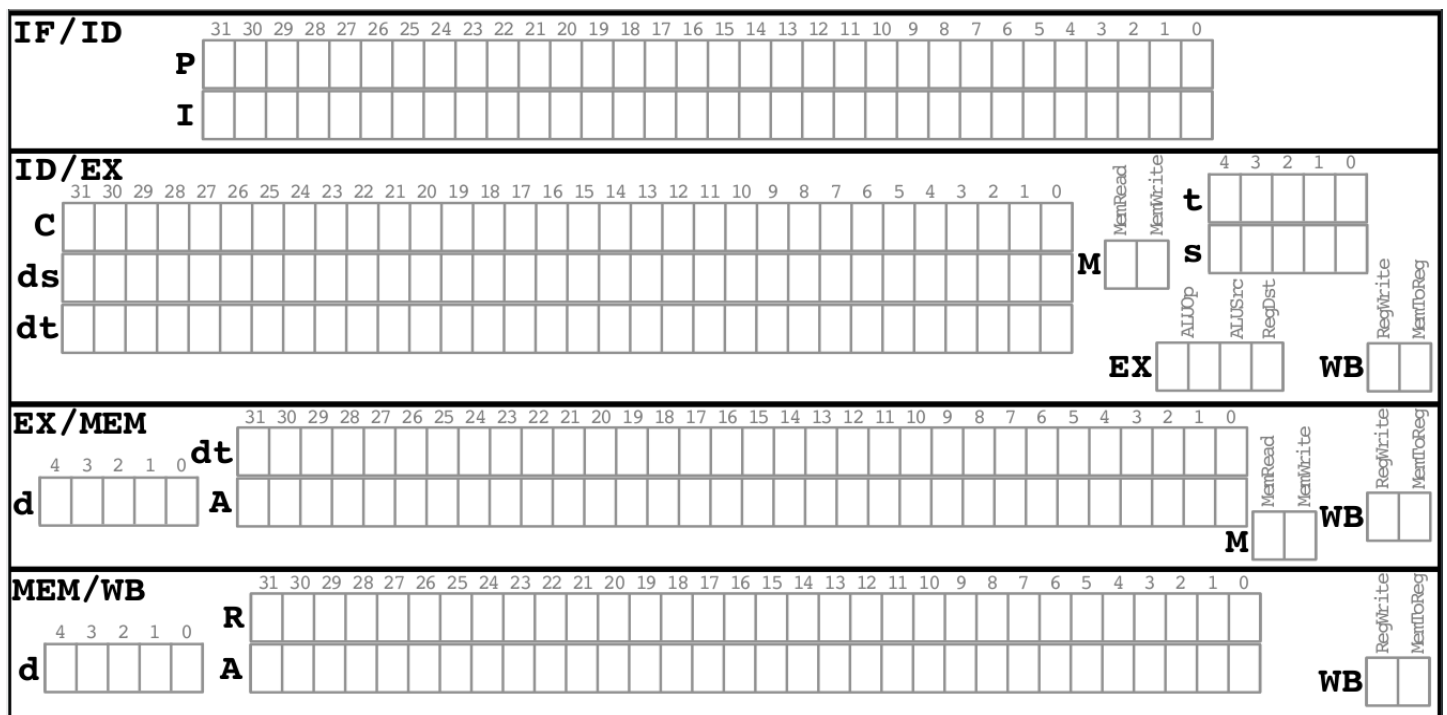 IF/ID
31 30 29 28 27 26 25 24 23 22 21 20 19 18 17 16 15 14 13 12 11 10 9 8 7 6 5 4 3 2 1 0
P
I
ID/EX
31 30 29 28 27 26 25 24 23 22 21 20 19 18 17 16 15 14 13 12 11 10 9 8 7 6 5 4 3 2 1 0
C
ds
dt
MemRead
MemWrite
M
4 3 2 1 0
t
s
ALUOp
ALUSrc
RegDst
EX
RegWrite
MemToReg
WB
EX/MEM
31 30 29 28 27 26 25 24 23 22 21 20 19 18 17 16 15 14 13 12 11 10 9 8 7 6 5 4 3 2 1 0
dt
4 3 2 1 0
d
A
MemRead
MemWrite
M
RegWrite
MemToReg
WB
MEM/WB
31 30 29 28 27 26 25 24 23 22 21 20 19 18 17 16 15 14 13 12 11 10 9 8 7 6 5 4 3 2 1 0
R
4 3 2 1 0
d
A
RegWrite
MemToReg
WB